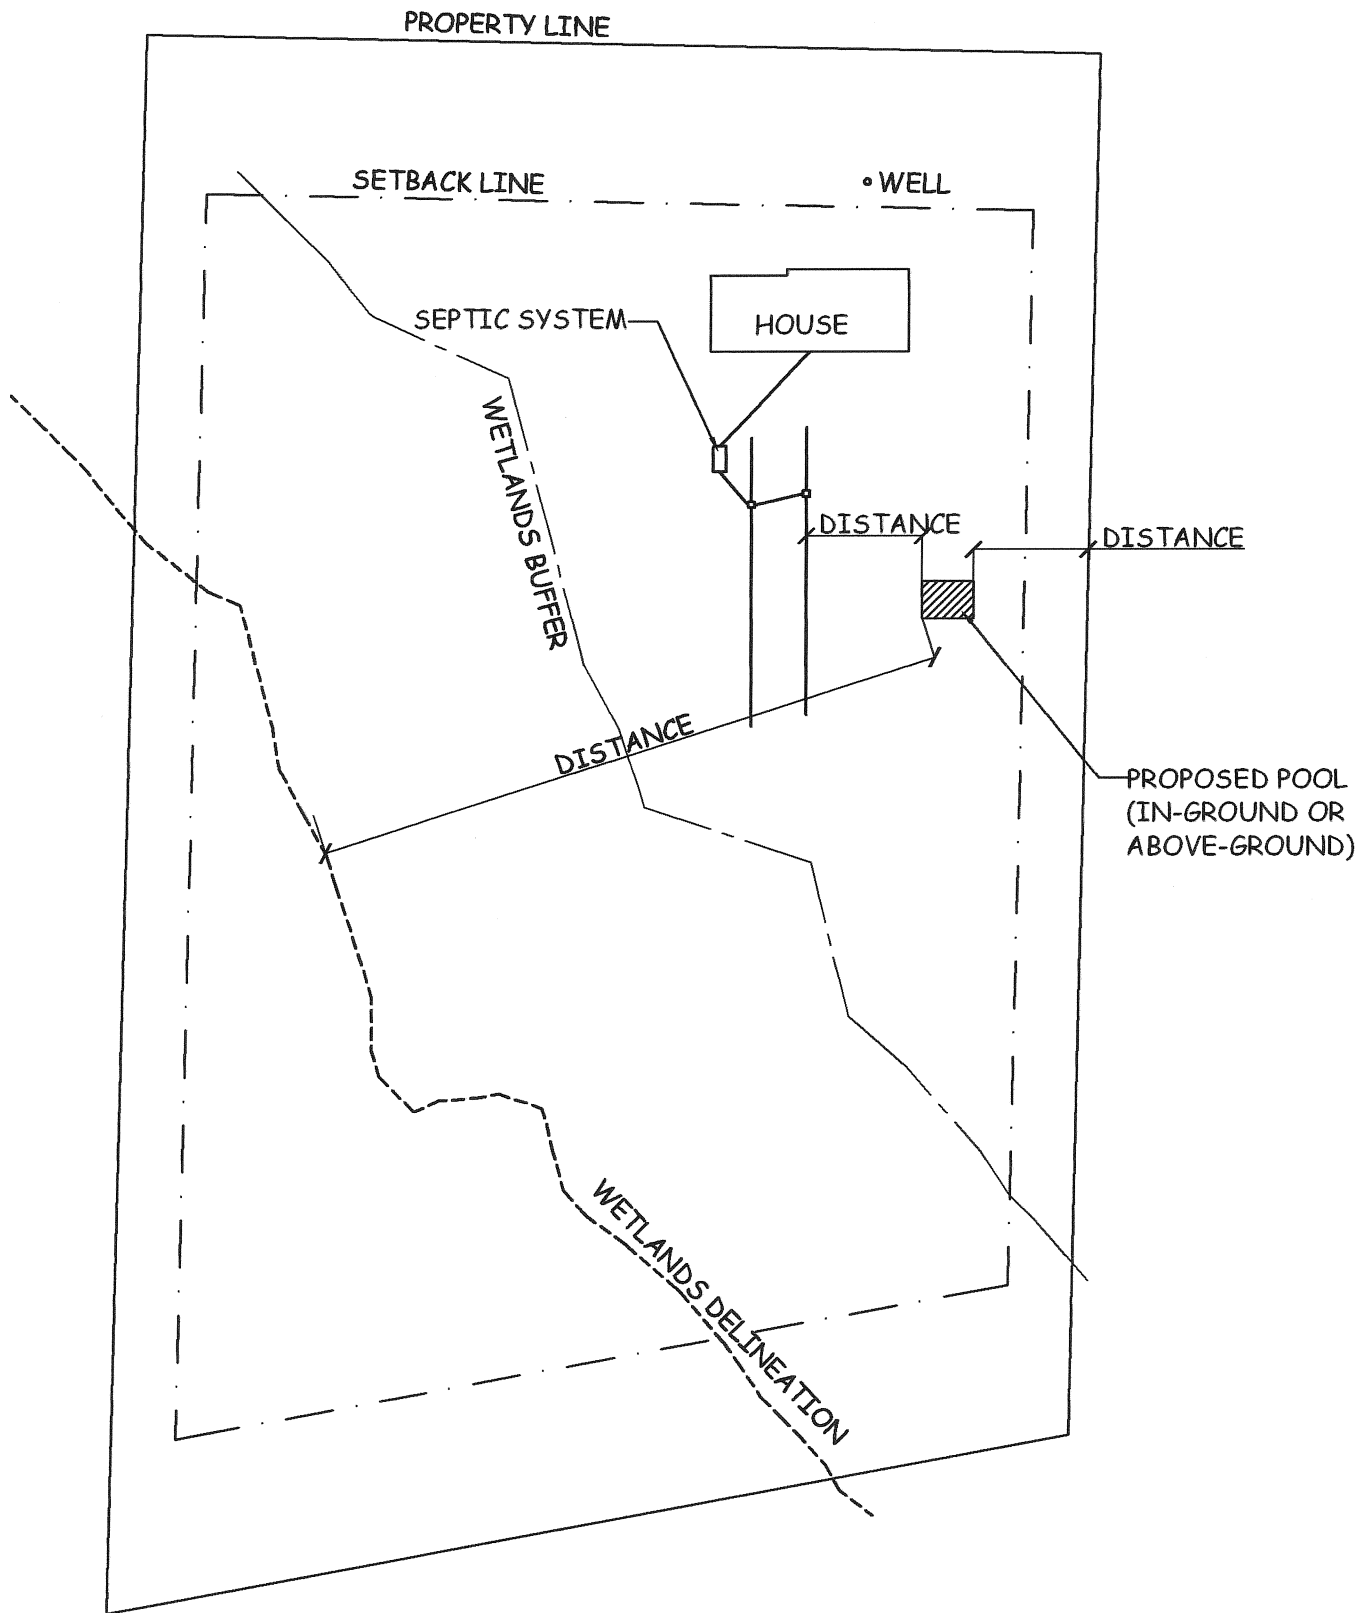 PROPERTY LINE
SETBACK LINE
WELL
SEPTIC SYSTEM
HOUSE
WETLANDS BUFFER
DISTANCE
DISTANCE
DISTANCE
PROPOSED POOL
(IN-GROUND OR
ABOVE-GROUND)
WETLANDS DELINEATION